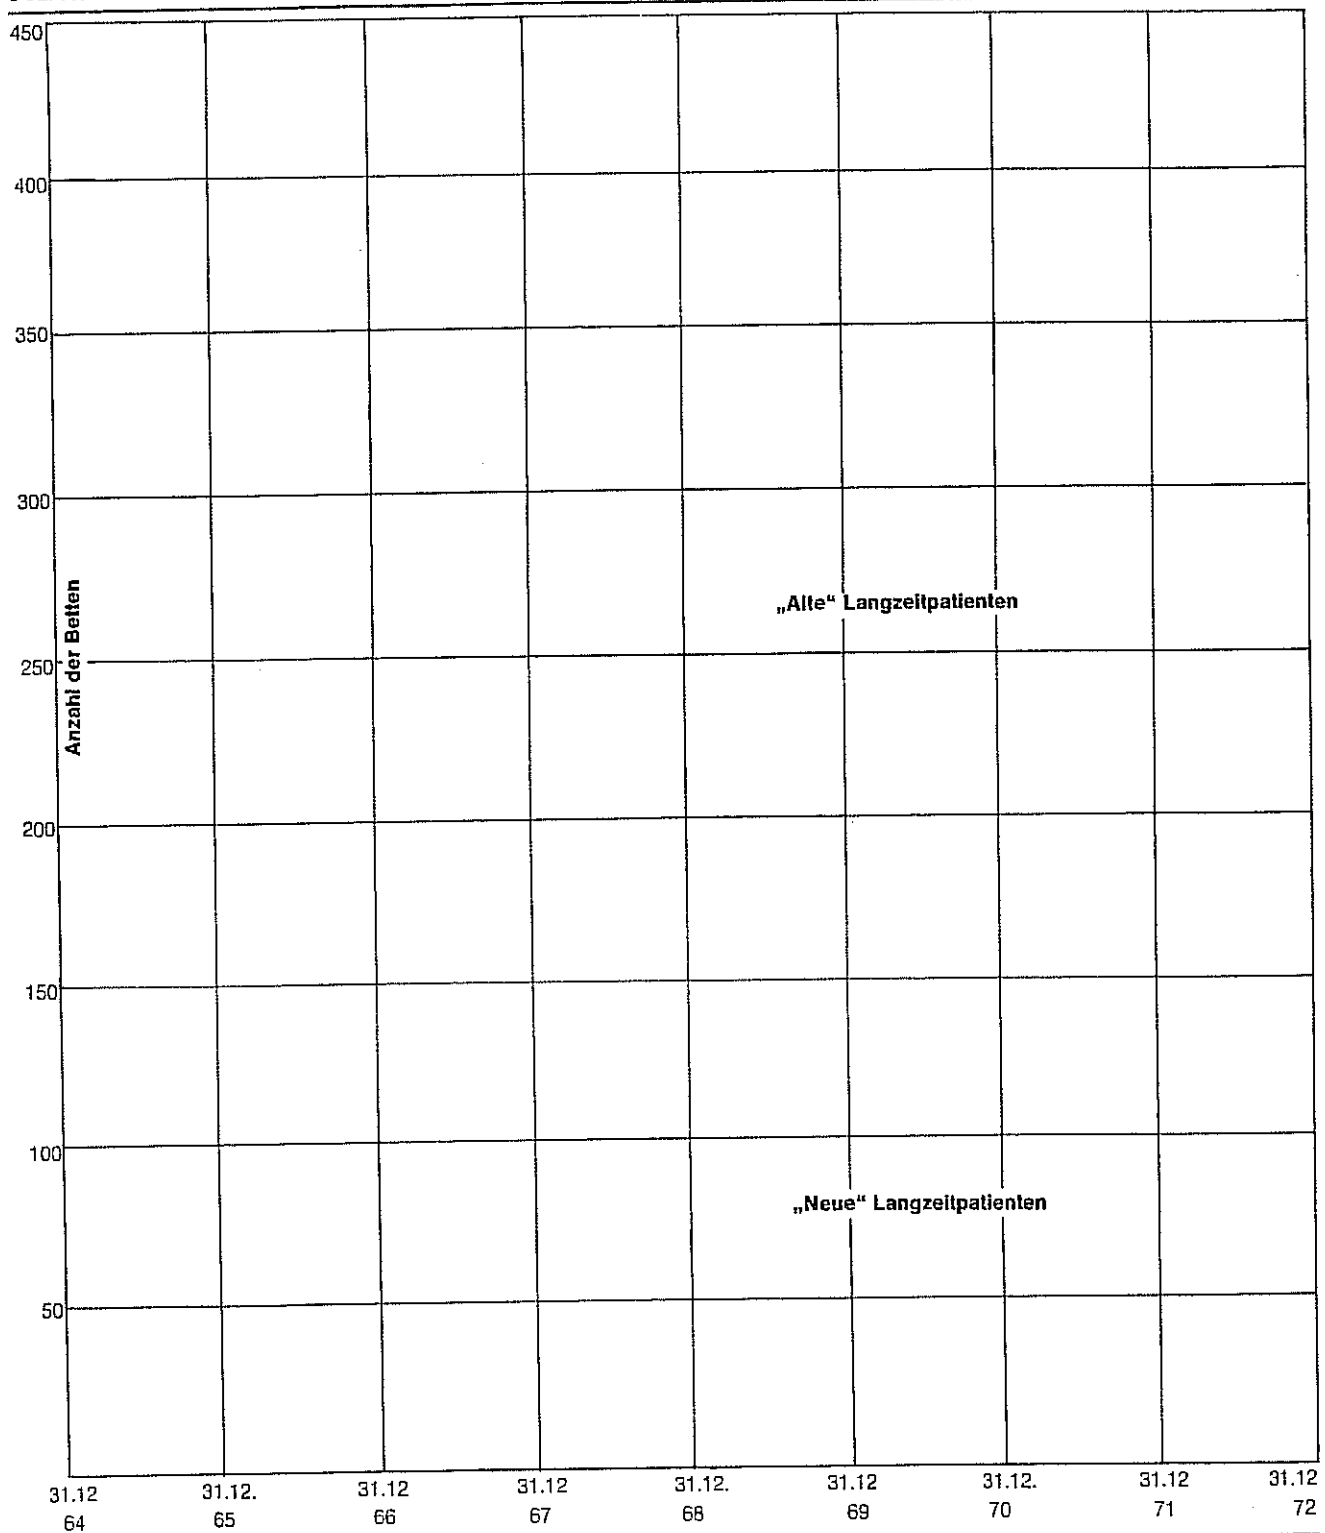 450
400
350
300
Anzahl der Betten
„Alte“ Langzeitpatienten
250
200
150
100
„Neue“ Langzeitpatienten
50
31.12 31.12. 31.12 31.12 31.12. 31.12 31.12. 31.12 31.12
64 65 66 67 68 69 70 71 72